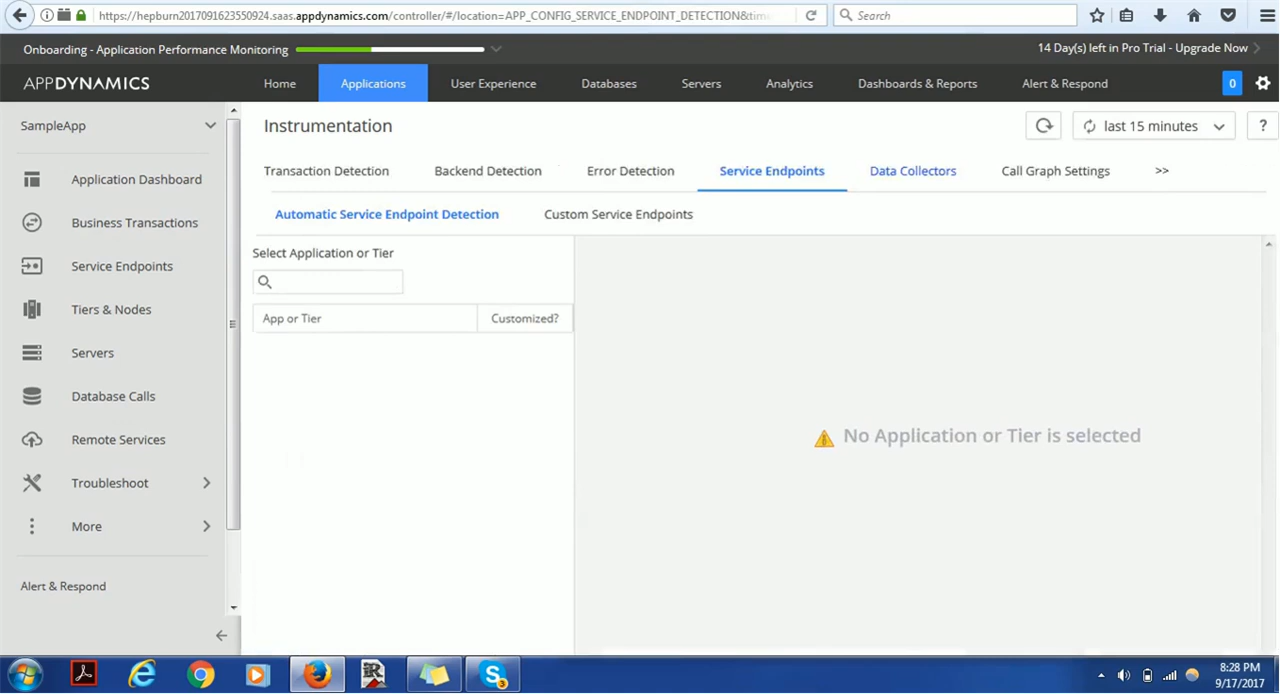 https://hepburn2017091623550924.saas.appdynamics.com/controller/#/location=APP_CONFIG_SERVICE_ENDPOINT_DETECTION&tim
Search
Onboarding - Application Performance Monitoring
14 Day(s) left in Pro Trial - Upgrade Now
APPDYNAMICS
Home
Applications
User Experience
Databases
Servers
Analytics
Dashboards & Reports
Alert & Respond
0
SampleApp
Instrumentation
last 15 minutes
?
Transaction Detection
Backend Detection
Error Detection
Service Endpoints
Data Collectors
Call Graph Settings
>>
Automatic Service Endpoint Detection
Custom Service Endpoints
Application Dashboard
Business Transactions
Service Endpoints
Tiers & Nodes
Servers
Database Calls
Remote Services
Troubleshoot
More
Alert & Respond
Select Application or Tier
App or Tier
Customized?
No Application or Tier is selected
8:28 PM
9/17/2017